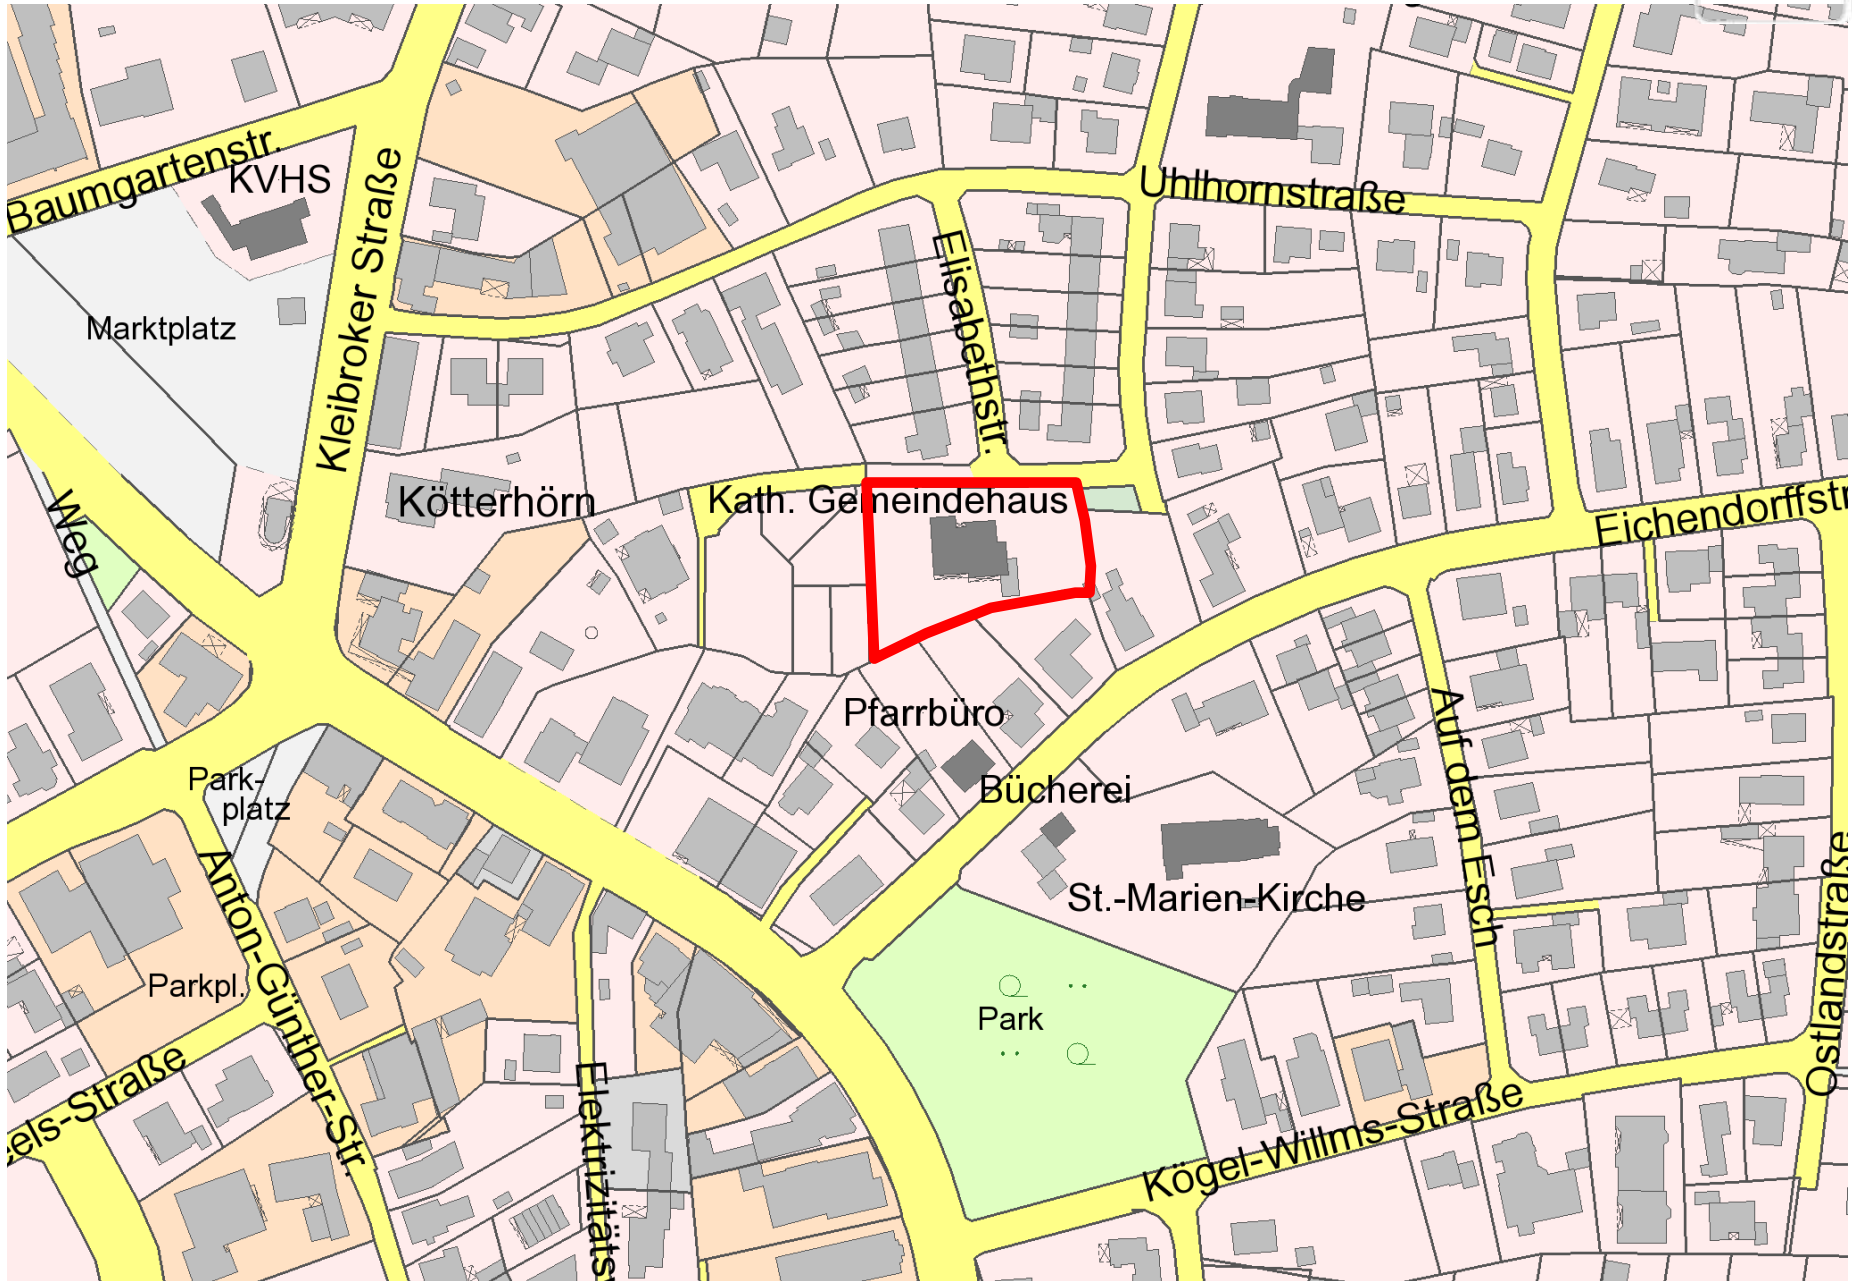 Baumgartenstr.
KVHS
Kleibroker Straße
Uhlhornstraße
Elisabethstr.
Marktplatz
Weg
Kötterhörn
Kath. Gemeindehaus
Eichendorffstr
Pfarrbüro
Auf dem Esch
Park-
platz
Bücherei
St.-Marien-Kirche
Ostlandstraße
Anton-Günther-Str.
Parkpl.
Park
eels-Straße
Elektrizitäts
Kögel-Willms-Straße